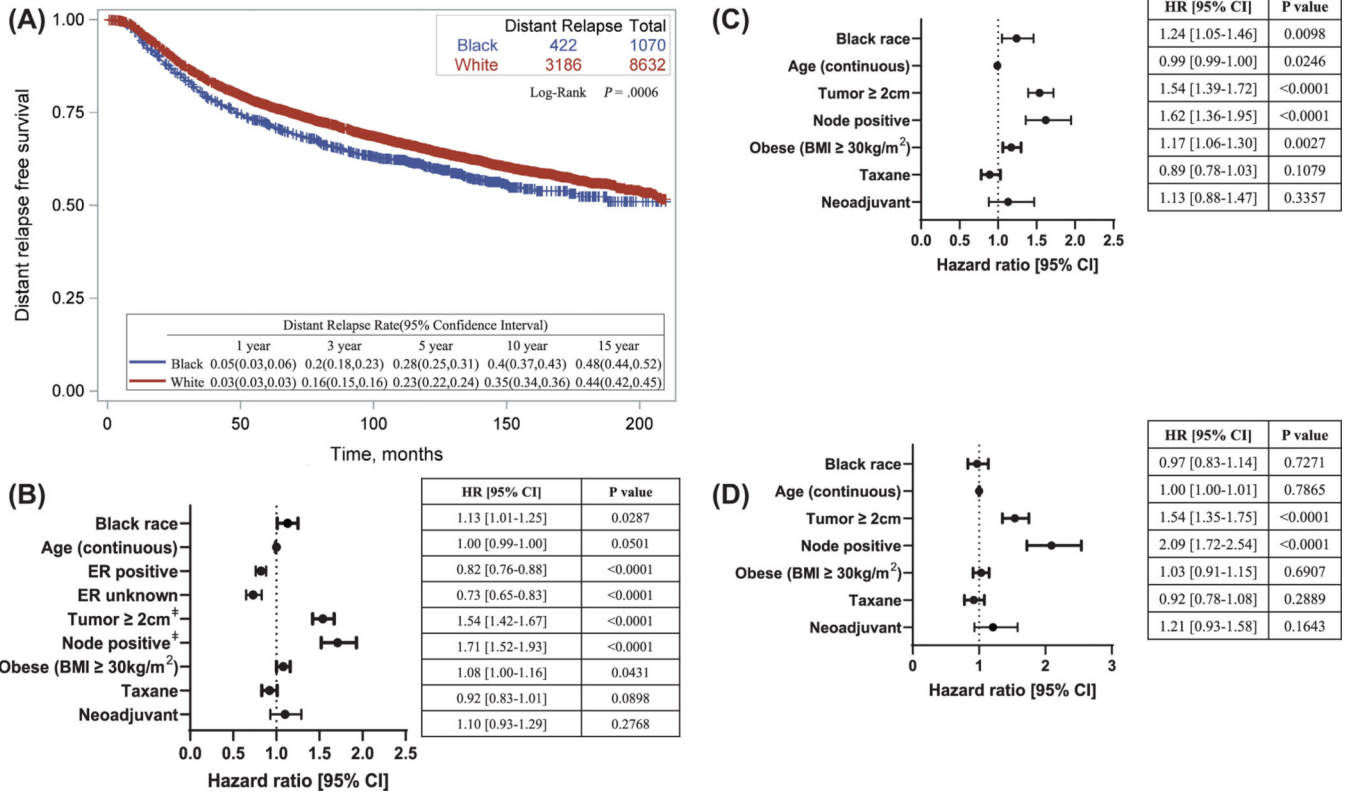 (A)
Distant relapse free survival
1.00
0.75
0.50
0.25
0.00
Distant Relapse Total
Black 422 1070
White 3186 8632
Log-Rank P = .0006
Distant Relapse Rate(95% Confidence Interval)
1 year 3 year 5 year 10 year 15 year
Black 0.05(0.03,0.06) 0.2(0.18,0.23) 0.28(0.25,0.31) 0.4(0.37,0.43) 0.48(0.44,0.52)
White 0.03(0.03,0.03) 0.16(0.15,0.16) 0.23(0.22,0.24) 0.35(0.34,0.36) 0.44(0.42,0.45)
0 50 100 150 200
Time, months
(B)
HR [95% CI] P value
Black race 1.13 [1.01-1.25] 0.0287
Age (continuous) 1.00 [0.99-1.00] 0.0501
ER positive 0.82 [0.76-0.88] <0.0001
ER unknown 0.73 [0.65-0.83] <0.0001
Tumor ≥ 2cm‡ 1.54 [1.42-1.67] <0.0001
Node positive‡ 1.71 [1.52-1.93] <0.0001
Obese (BMI ≥ 30kg/m²) 1.08 [1.00-1.16] 0.0431
Taxane 0.92 [0.83-1.01] 0.0898
Neoadjuvant 1.10 [0.93-1.29] 0.2768
0.0 0.5 1.0 1.5 2.0 2.5
Hazard ratio [95% CI]
(C)
HR [95% CI] P value
Black race 1.24 [1.05-1.46] 0.0098
Age (continuous) 0.99 [0.99-1.00] 0.0246
Tumor ≥ 2cm 1.54 [1.39-1.72] <0.0001
Node positive 1.62 [1.36-1.95] <0.0001
Obese (BMI ≥ 30kg/m²) 1.17 [1.06-1.30] 0.0027
Taxane 0.89 [0.78-1.03] 0.1079
Neoadjuvant 1.13 [0.88-1.47] 0.3357
0.0 0.5 1.0 1.5 2.0 2.5
Hazard ratio [95% CI]
(D)
HR [95% CI] P value
Black race 0.97 [0.83-1.14] 0.7271
Age (continuous) 1.00 [1.00-1.01] 0.7865
Tumor ≥ 2cm 1.54 [1.35-1.75] <0.0001
Node positive 2.09 [1.72-2.54] <0.0001
Obese (BMI ≥ 30kg/m²) 1.03 [0.91-1.15] 0.6907
Taxane 0.92 [0.78-1.08] 0.2889
Neoadjuvant 1.21 [0.93-1.58] 0.1643
0 1 2 3
Hazard ratio [95% CI]